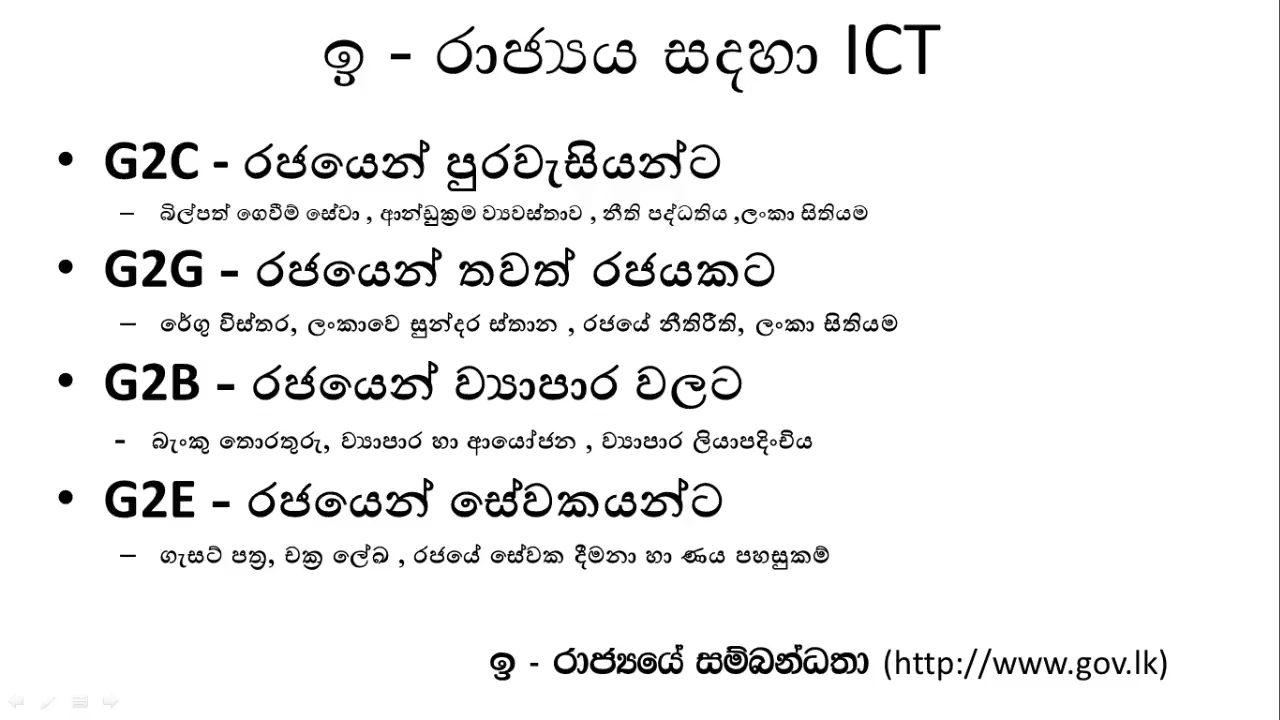 ඉ - රාජ්‍යය සදහා ICT
• G2C - රජයෙන් පුරවැසියන්ට
– බිල්පත් ගෙවීම් සේවා , ආන්ඩුක්‍රම ව්‍යවස්තාව , නීති පද්ධතිය ,ලංකා සිතියම
• G2G – රජයෙන් තවත් රජයකට
– රේගු විස්තර, ලංකාවෙ සුන්දර ස්තාන , රජයේ නීතිරීති, ලංකා සිතියම
• G2B – රජයෙන් ව්‍යාපාර වලට
- බැංකු තොරතුරු, ව්‍යාපාර හා ආයෝජන , ව්‍යාපාර ලියාපදිංචිය
• G2E – රජයෙන් සේවකයන්ට
– ගැසට් පත්‍ර, චක්‍ර ලේඛ , රජයේ සේවක දීමනා හා ණය පහසුකම්
ඉ - රාජ්‍යයේ සම්බන්ධතා (http://www.gov.lk)